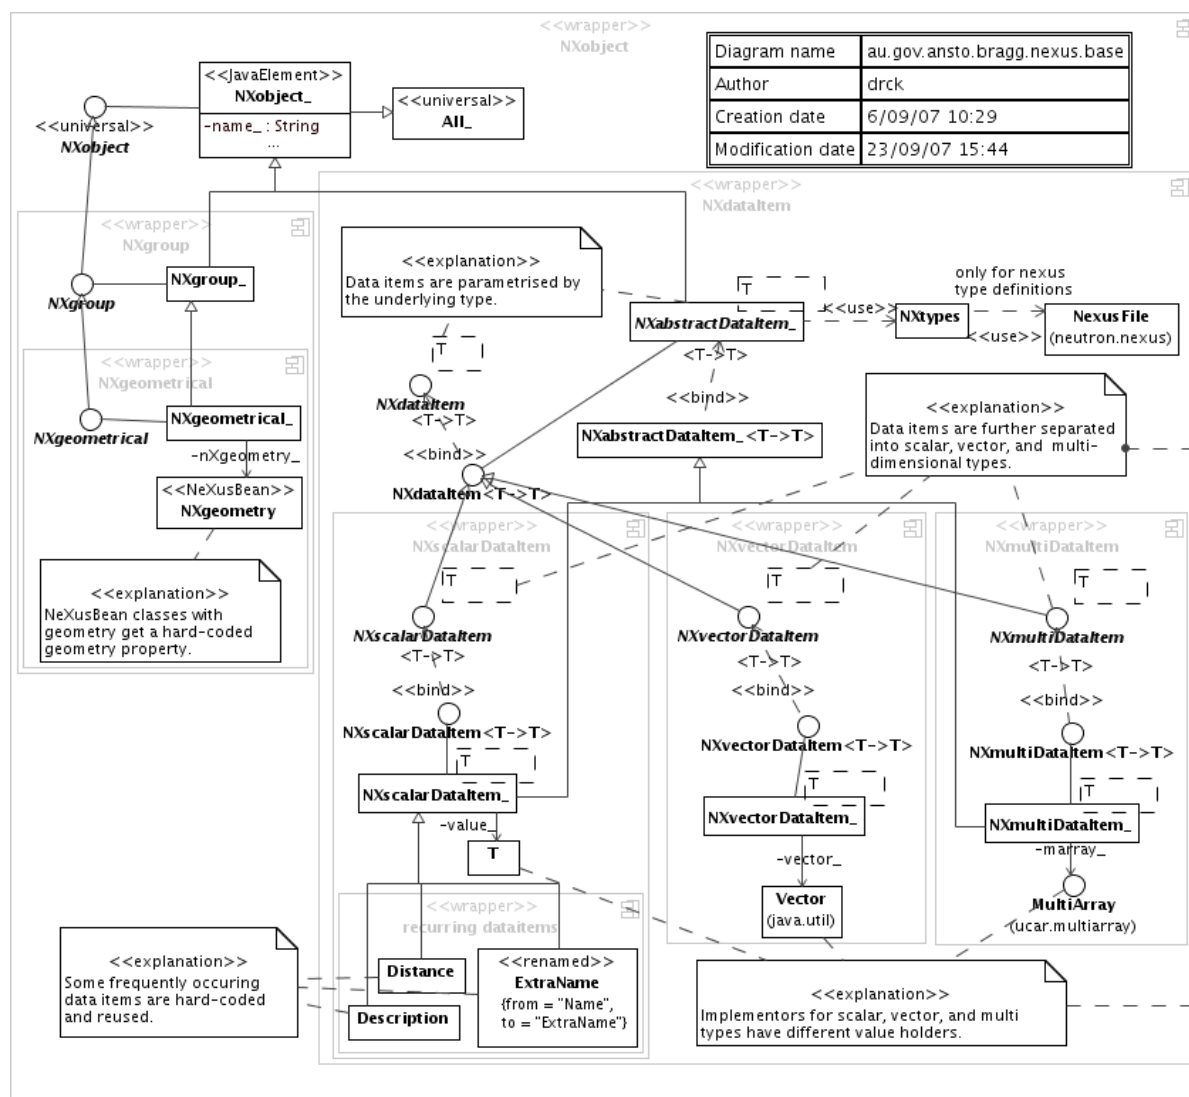 <<wrapper>>
NXobject
Diagram name au.gov.ansto.bragg.nexus.base
Author drck
Creation date 6/09/07 10:29
Modification date 23/09/07 15:44
<<JavaElement>>
NXobject_
-name_ : String
...
<<universal>>
All_
<<universal>>
NXobject
<<wrapper>>
NXgroup
NXgroup_
NXgroup
<<wrapper>>
NXgeometrical
NXgeometrical_
NXgeometrical
-nXgeometry_
<<NeXusBean>>
NXgeometry
<<explanation>>
NeXusBean classes with
geometry get a hard-coded
geometry property.
<<wrapper>>
NXdataItem
<<explanation>>
Data items are parametrised by
the underlying type.
T
NXabstractDataItem_
<<use>>
NXtypes
only for nexus
type definitions
<<use>>
NexusFile
(neutron.nexus)
T
NXdataItem
<T->T>
<<bind>>
NXdataItem<T->T>
<T->T>
<<bind>>
NXabstractDataItem_<T->T>
<<explanation>>
Data items are further separated
into scalar, vector, and multi-
dimensional types.
<<wrapper>>
NXscalarDataItem
T
NXscalarDataItem
<T->T>
<<bind>>
NXscalarDataItem<T->T>
T
NXscalarDataItem_
-value_
T
<<wrapper>>
NXvectorDataItem
T
NXvectorDataItem
<T->T>
<<bind>>
NXvectorDataItem<T->T>
T
NXvectorDataItem_
-vector_
Vector
(java.util)
<<wrapper>>
NXmultiDataItem
T
NXmultiDataItem
<T->T>
<<bind>>
NXmultiDataItem<T->T>
T
NXmultiDataItem_
-marray_
MultiArray
(ucar.multiarray)
<<wrapper>>
recurring dataitems
Distance
Description
<<renamed>>
ExtraName
{from = "Name",
to = "ExtraName"}
<<explanation>>
Some frequently occuring
data items are hard-coded
and reused.
<<explanation>>
Implementors for scalar, vector, and multi
types have different value holders.